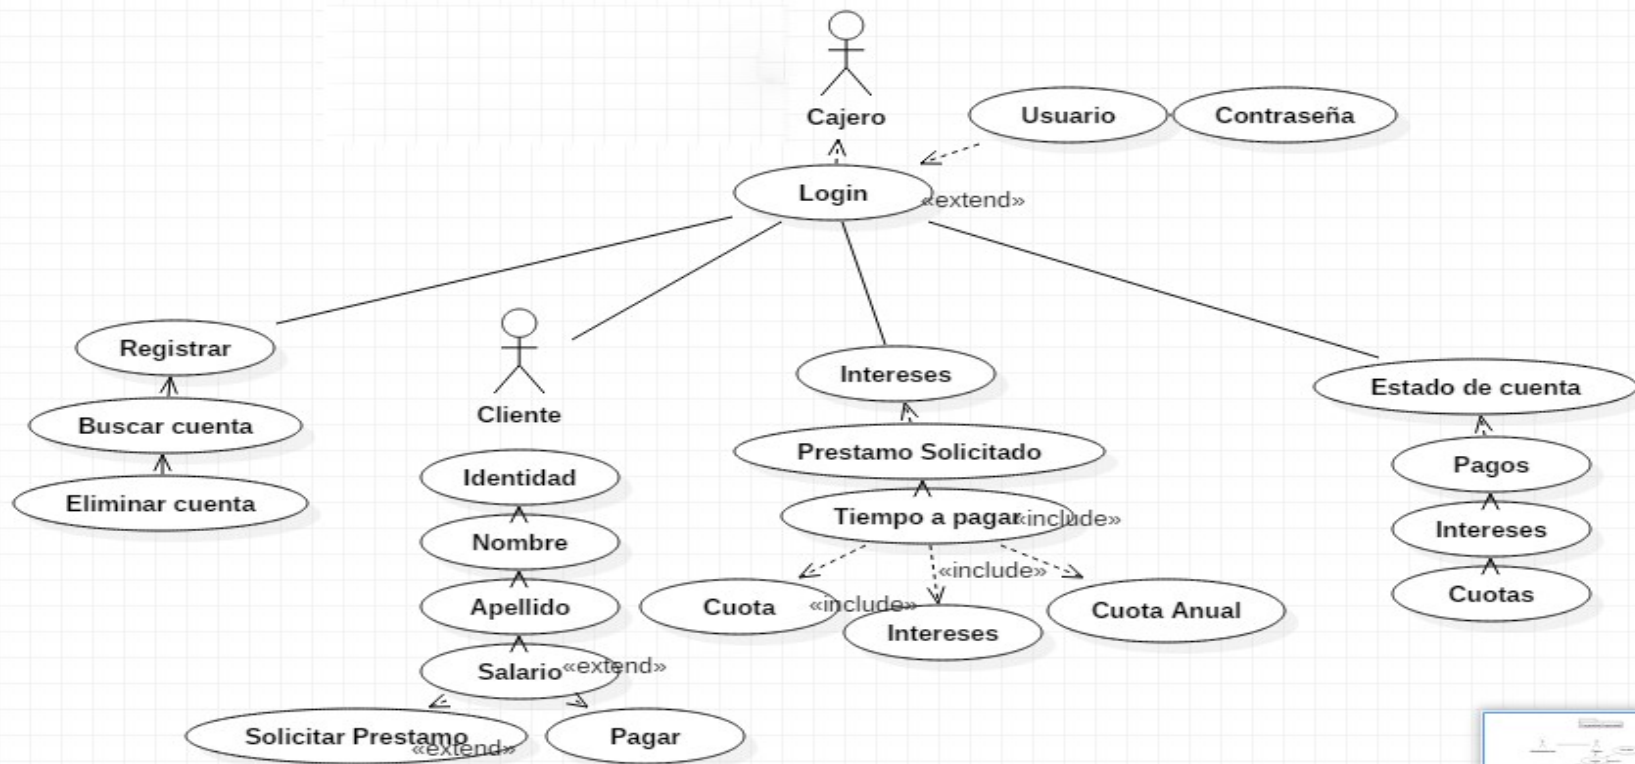 Cajero
Usuario
Contraseña
Login
«extend»
Registrar
Buscar cuenta
Eliminar cuenta
Cliente
Identidad
Nombre
Apellido
Salario
«extend»
Solicitar Prestamo
«extend»
Pagar
Intereses
Prestamo Solicitado
Tiempo a pagar
«include»
«include»
«include»
Cuota
Intereses
Cuota Anual
Estado de cuenta
Pagos
Intereses
Cuotas